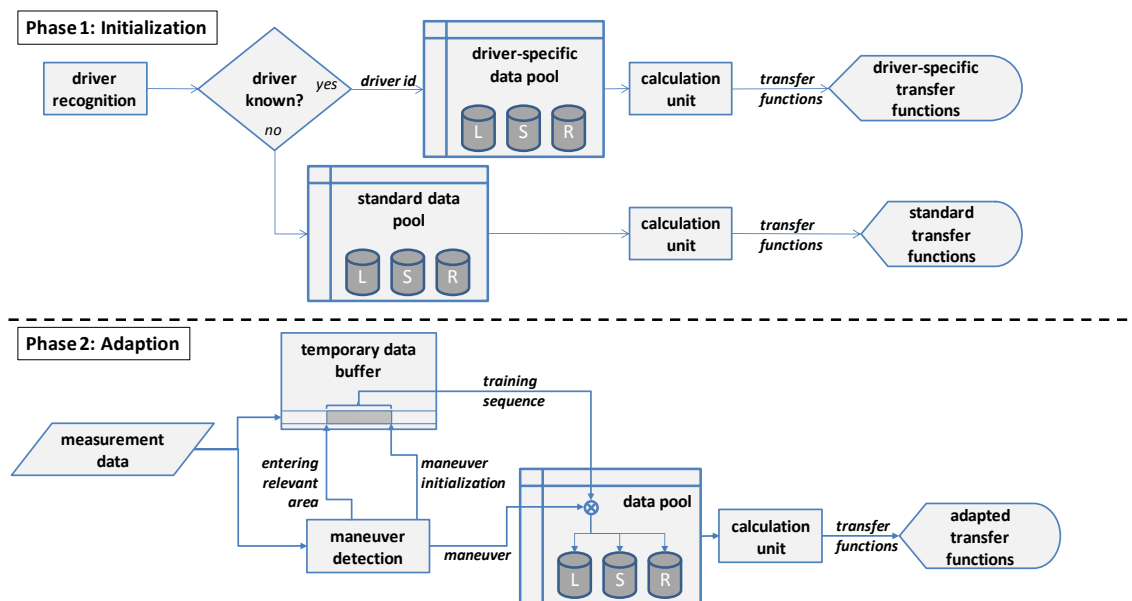 Phase 1: Initialization
driver
recognition
driver
known?
yes
no
driver id
driver-specific
data pool
L S R
calculation
unit
transfer
functions
driver-specific
transfer
functions
standard data
pool
L S R
calculation
unit
transfer
functions
standard
transfer
functions
Phase 2: Adaption
temporary data
buffer
training
sequence
measurement
data
entering
relevant
area
maneuver
initialization
maneuver
detection
maneuver
data pool
L S R
calculation
unit
transfer
functions
adapted
transfer
functions